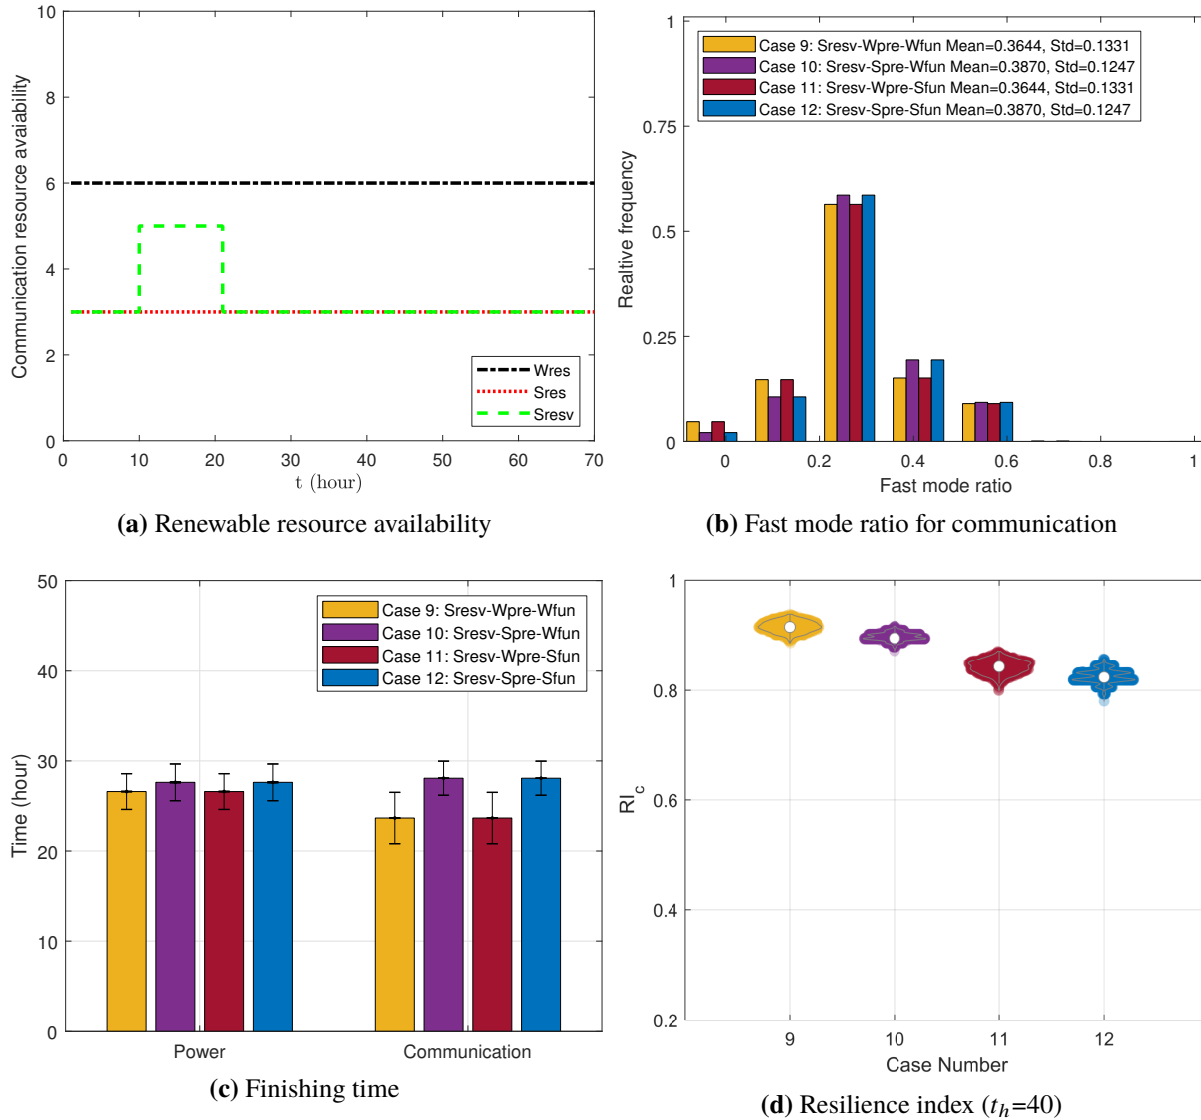 10
8
6
4
2
0
Communication resource avaiability
0 10 20 30 40 50 60 70
t (hour)
Wres
Sres
Sresv
(a) Renewable resource availability
1
0.75
0.5
0.25
0
Realtive frequency
Case 9: Sresv-Wpre-Wfun Mean=0.3644, Std=0.1331
Case 10: Sresv-Spre-Wfun Mean=0.3870, Std=0.1247
Case 11: Sresv-Wpre-Sfun Mean=0.3644, Std=0.1331
Case 12: Sresv-Spre-Sfun Mean=0.3870, Std=0.1247
0 0.2 0.4 0.6 0.8 1
Fast mode ratio
(b) Fast mode ratio for communication
50
40
30
20
10
0
Time (hour)
Case 9: Sresv-Wpre-Wfun
Case 10: Sresv-Spre-Wfun
Case 11: Sresv-Wpre-Sfun
Case 12: Sresv-Spre-Sfun
Power Communication
(c) Finishing time
1
0.8
0.6
0.4
0.2
RI_c
9 10 11 12
Case Number
(d) Resilience index (t_h=40)